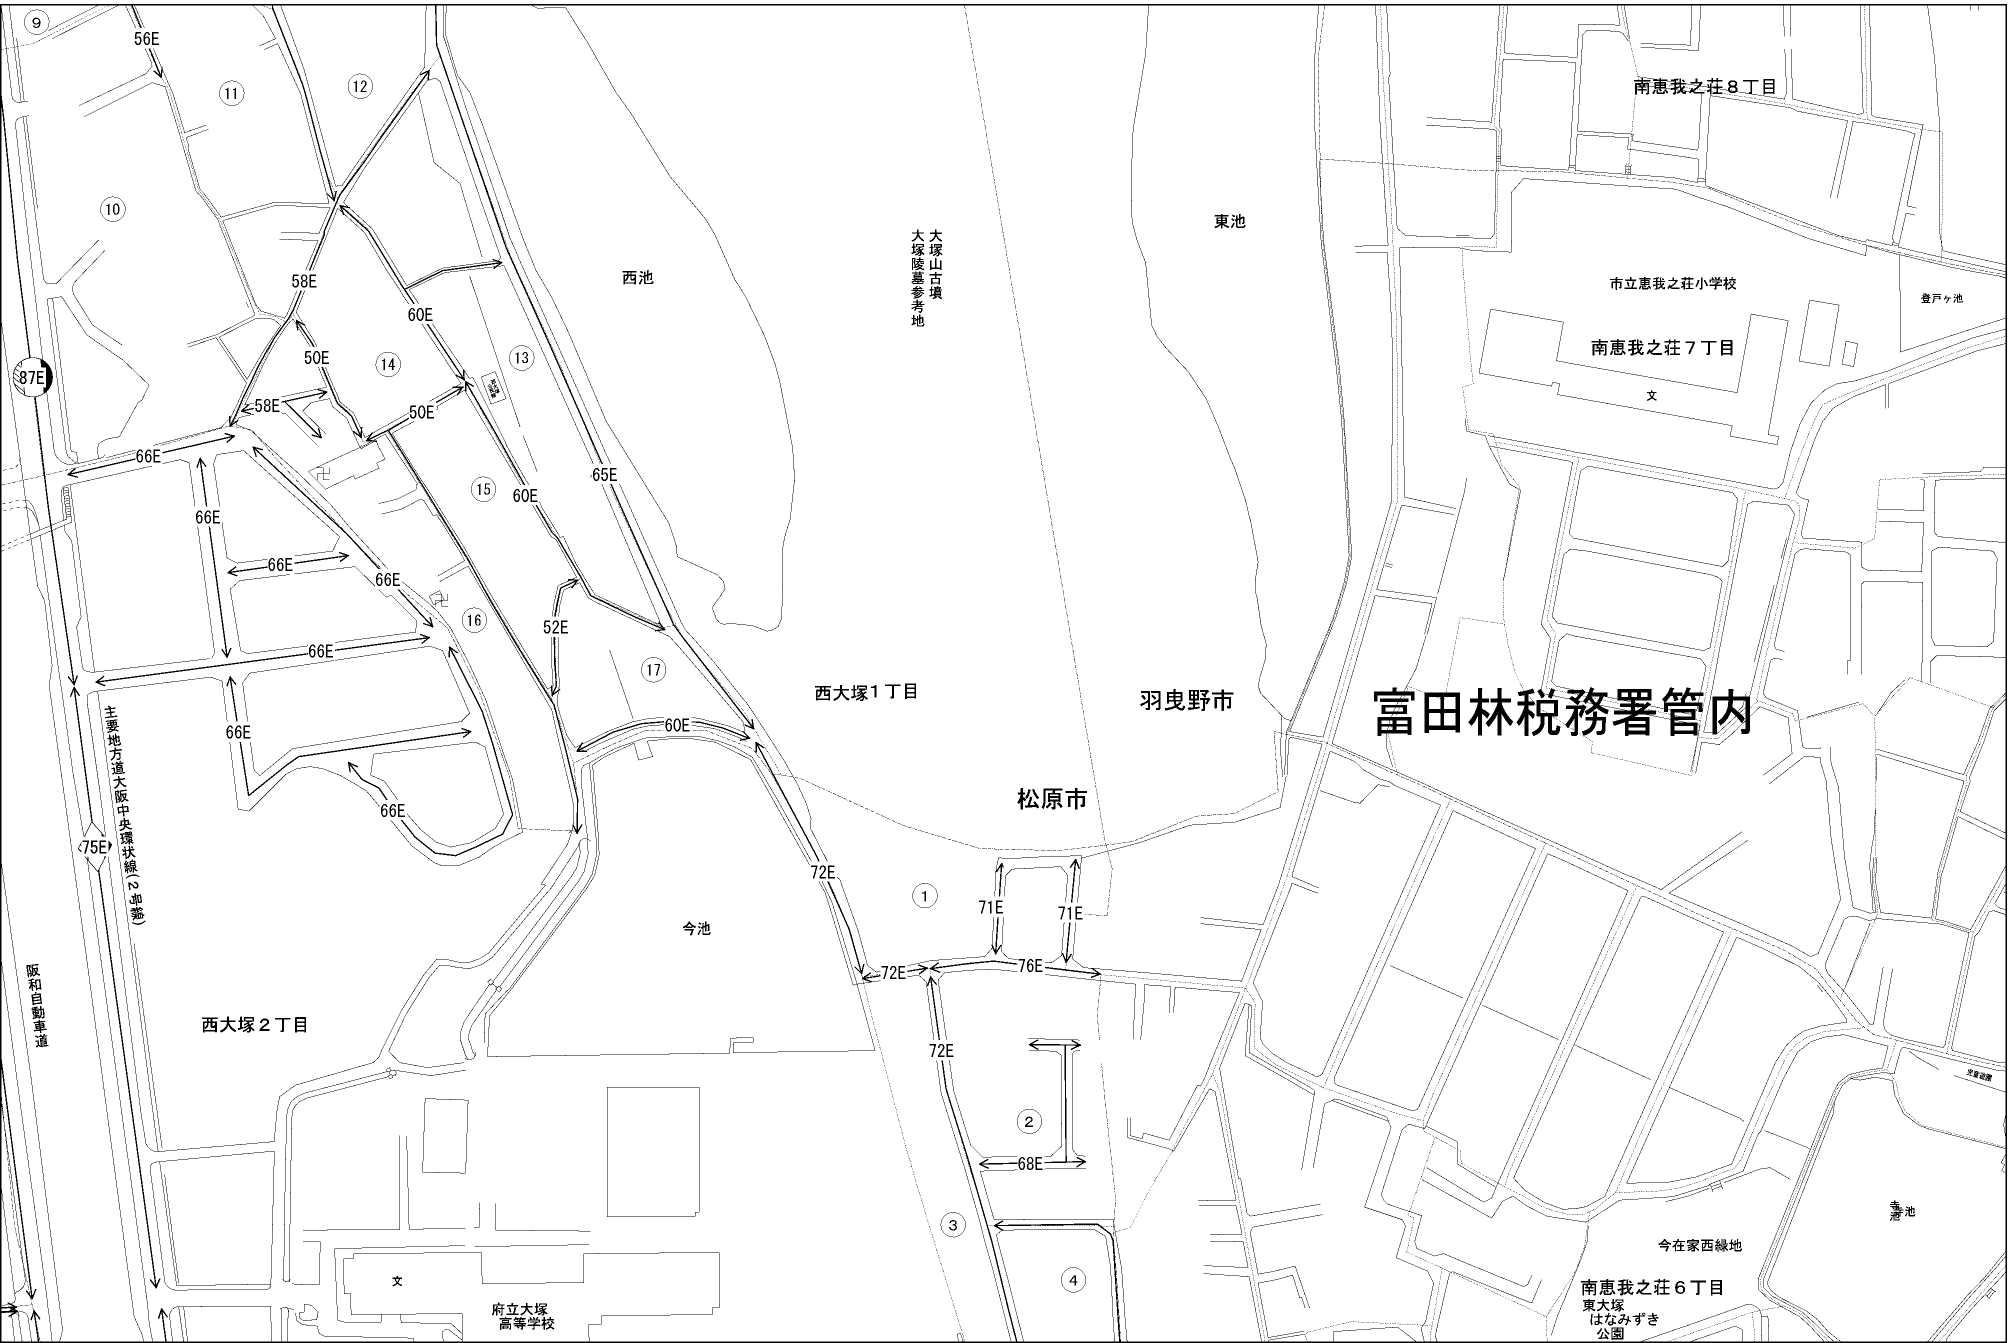 9
56E
11
12
10
南恵我之荘８丁目
東池
大塚山古墳
大塚陵墓参考地
西池
58E
市立恵我之荘小学校
登戸ヶ池
60E
50E
14
13
南恵我之荘７丁目
87E
58E
50E
文
66E
65E
15
60E
66E
66E
66E
16
52E
66E
17
西大塚１丁目
羽曳野市
富田林税務署管内
60E
66E
主要地方道大阪中央環状線(２号線)
松原市
66E
75E
72E
1
71E
71E
今池
72E
76E
阪和自動車道
西大塚２丁目
72E
児童遊園
2
68E
3
寺池
寺池
今在家西緑地
4
文
南恵我之荘６丁目
府立大塚
高等学校
東大塚
はなみずき
公園